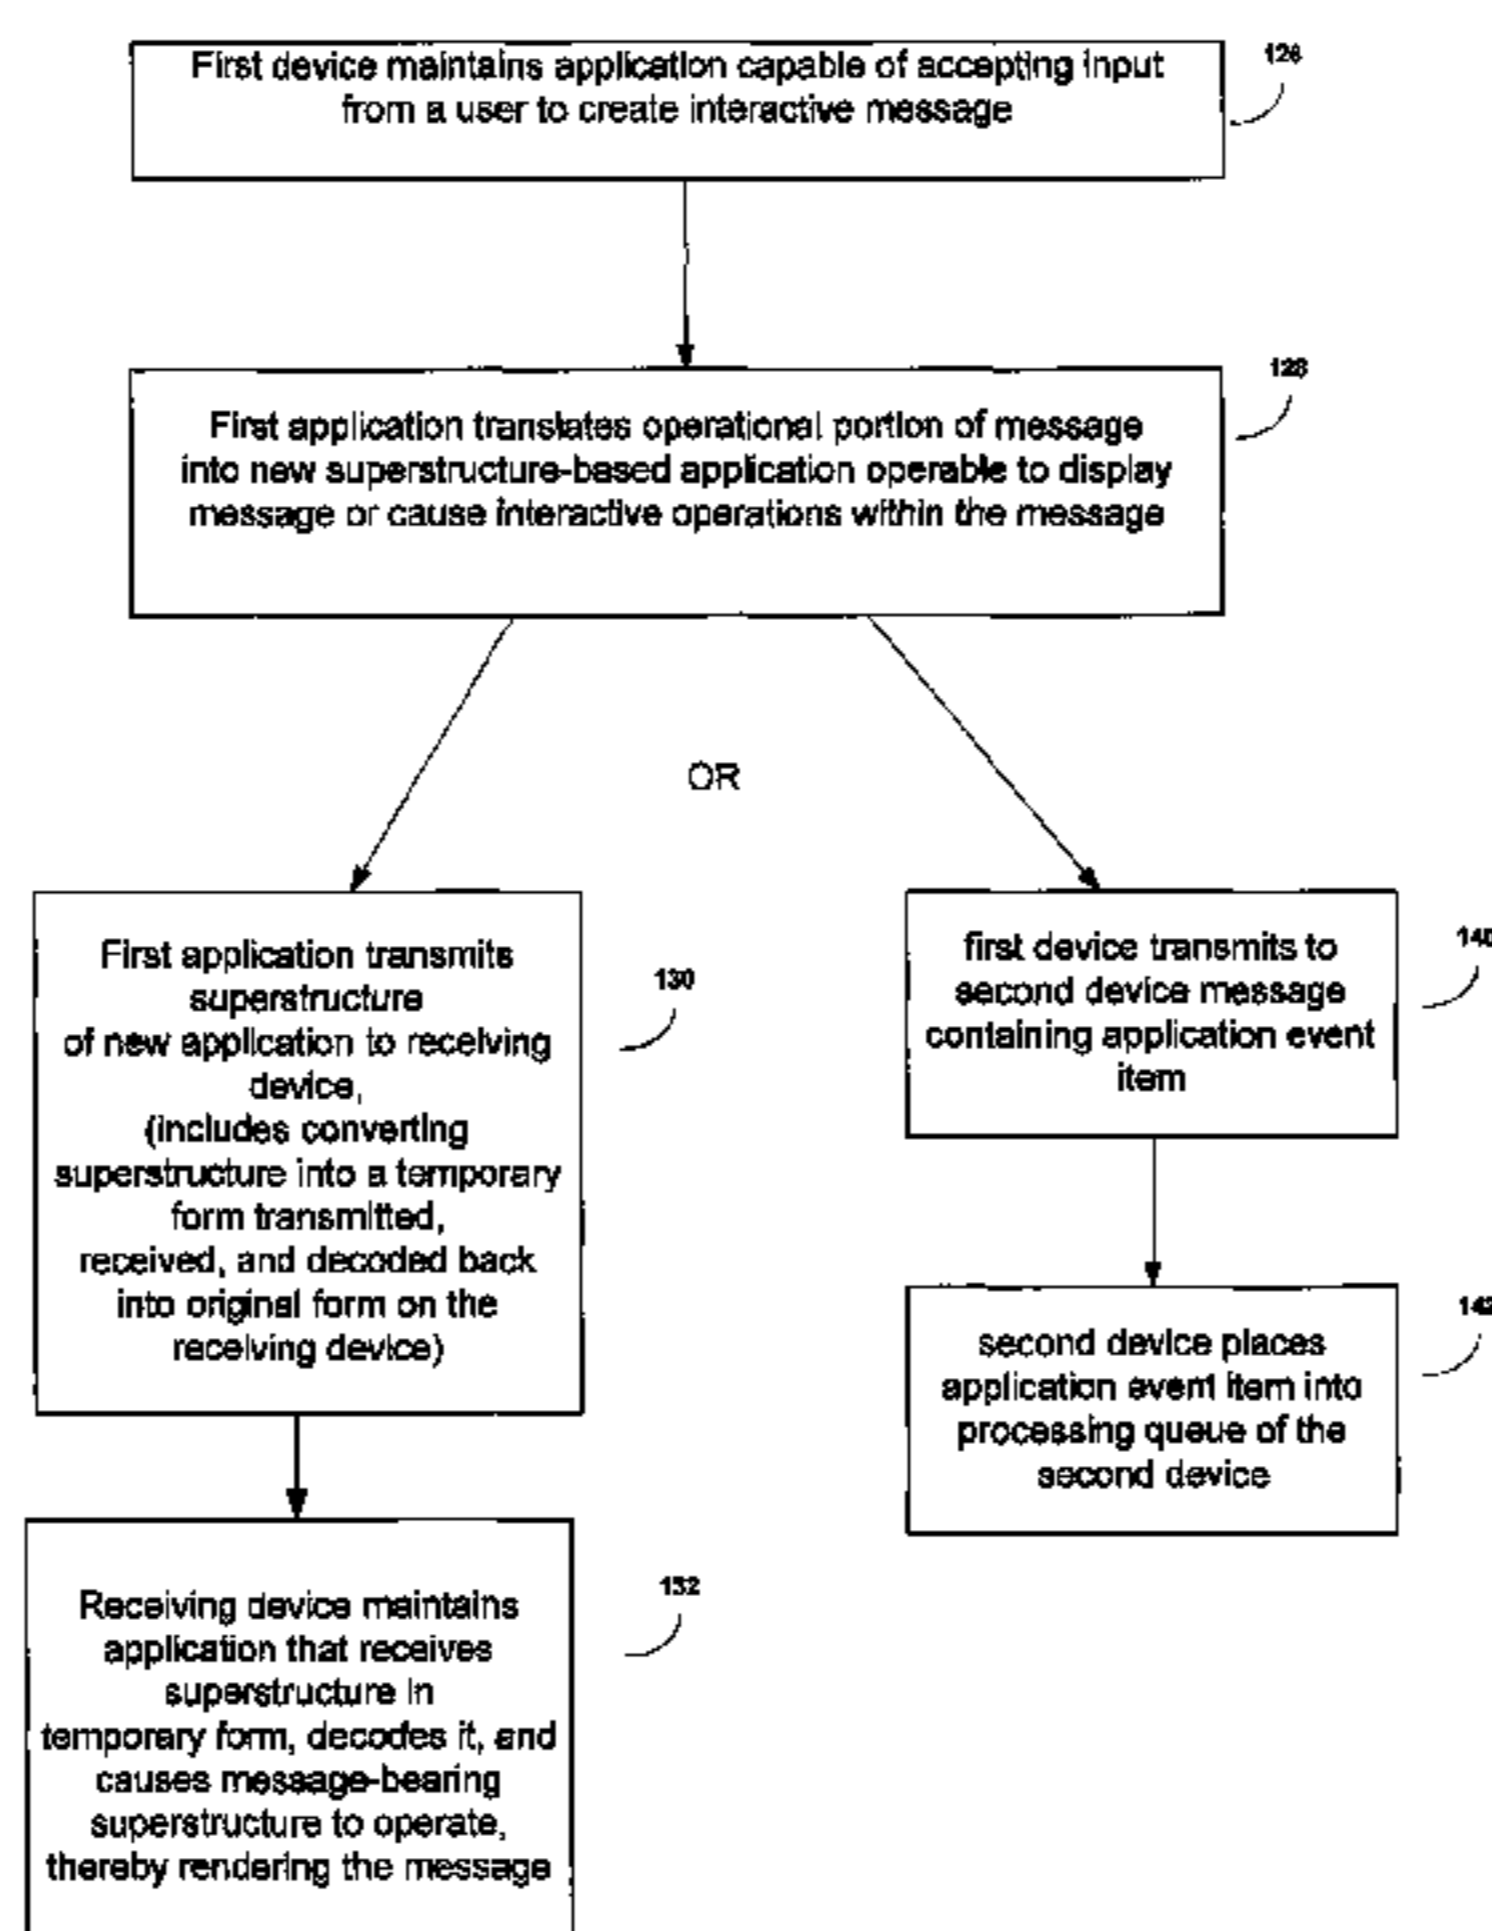 First device maintains application capable of accepting input
from a user to create interactive message
126
First application translates operational portion of message
into new superstructure-based application operable to display
message or cause interactive operations within the message
128
OR
First application transmits
superstructure
of new application to receiving
device,
(includes converting
superstructure into a temporary
form transmitted,
received, and decoded back
into original form on the
receiving device)
130
Receiving device maintains
application that receives
superstructure in
temporary form, decodes it, and
causes message-bearing
superstructure to operate,
thereby rendering the message
132
first device transmits to
second device message
containing application event
item
140
second device places
application event item into
processing queue of the
second device
142